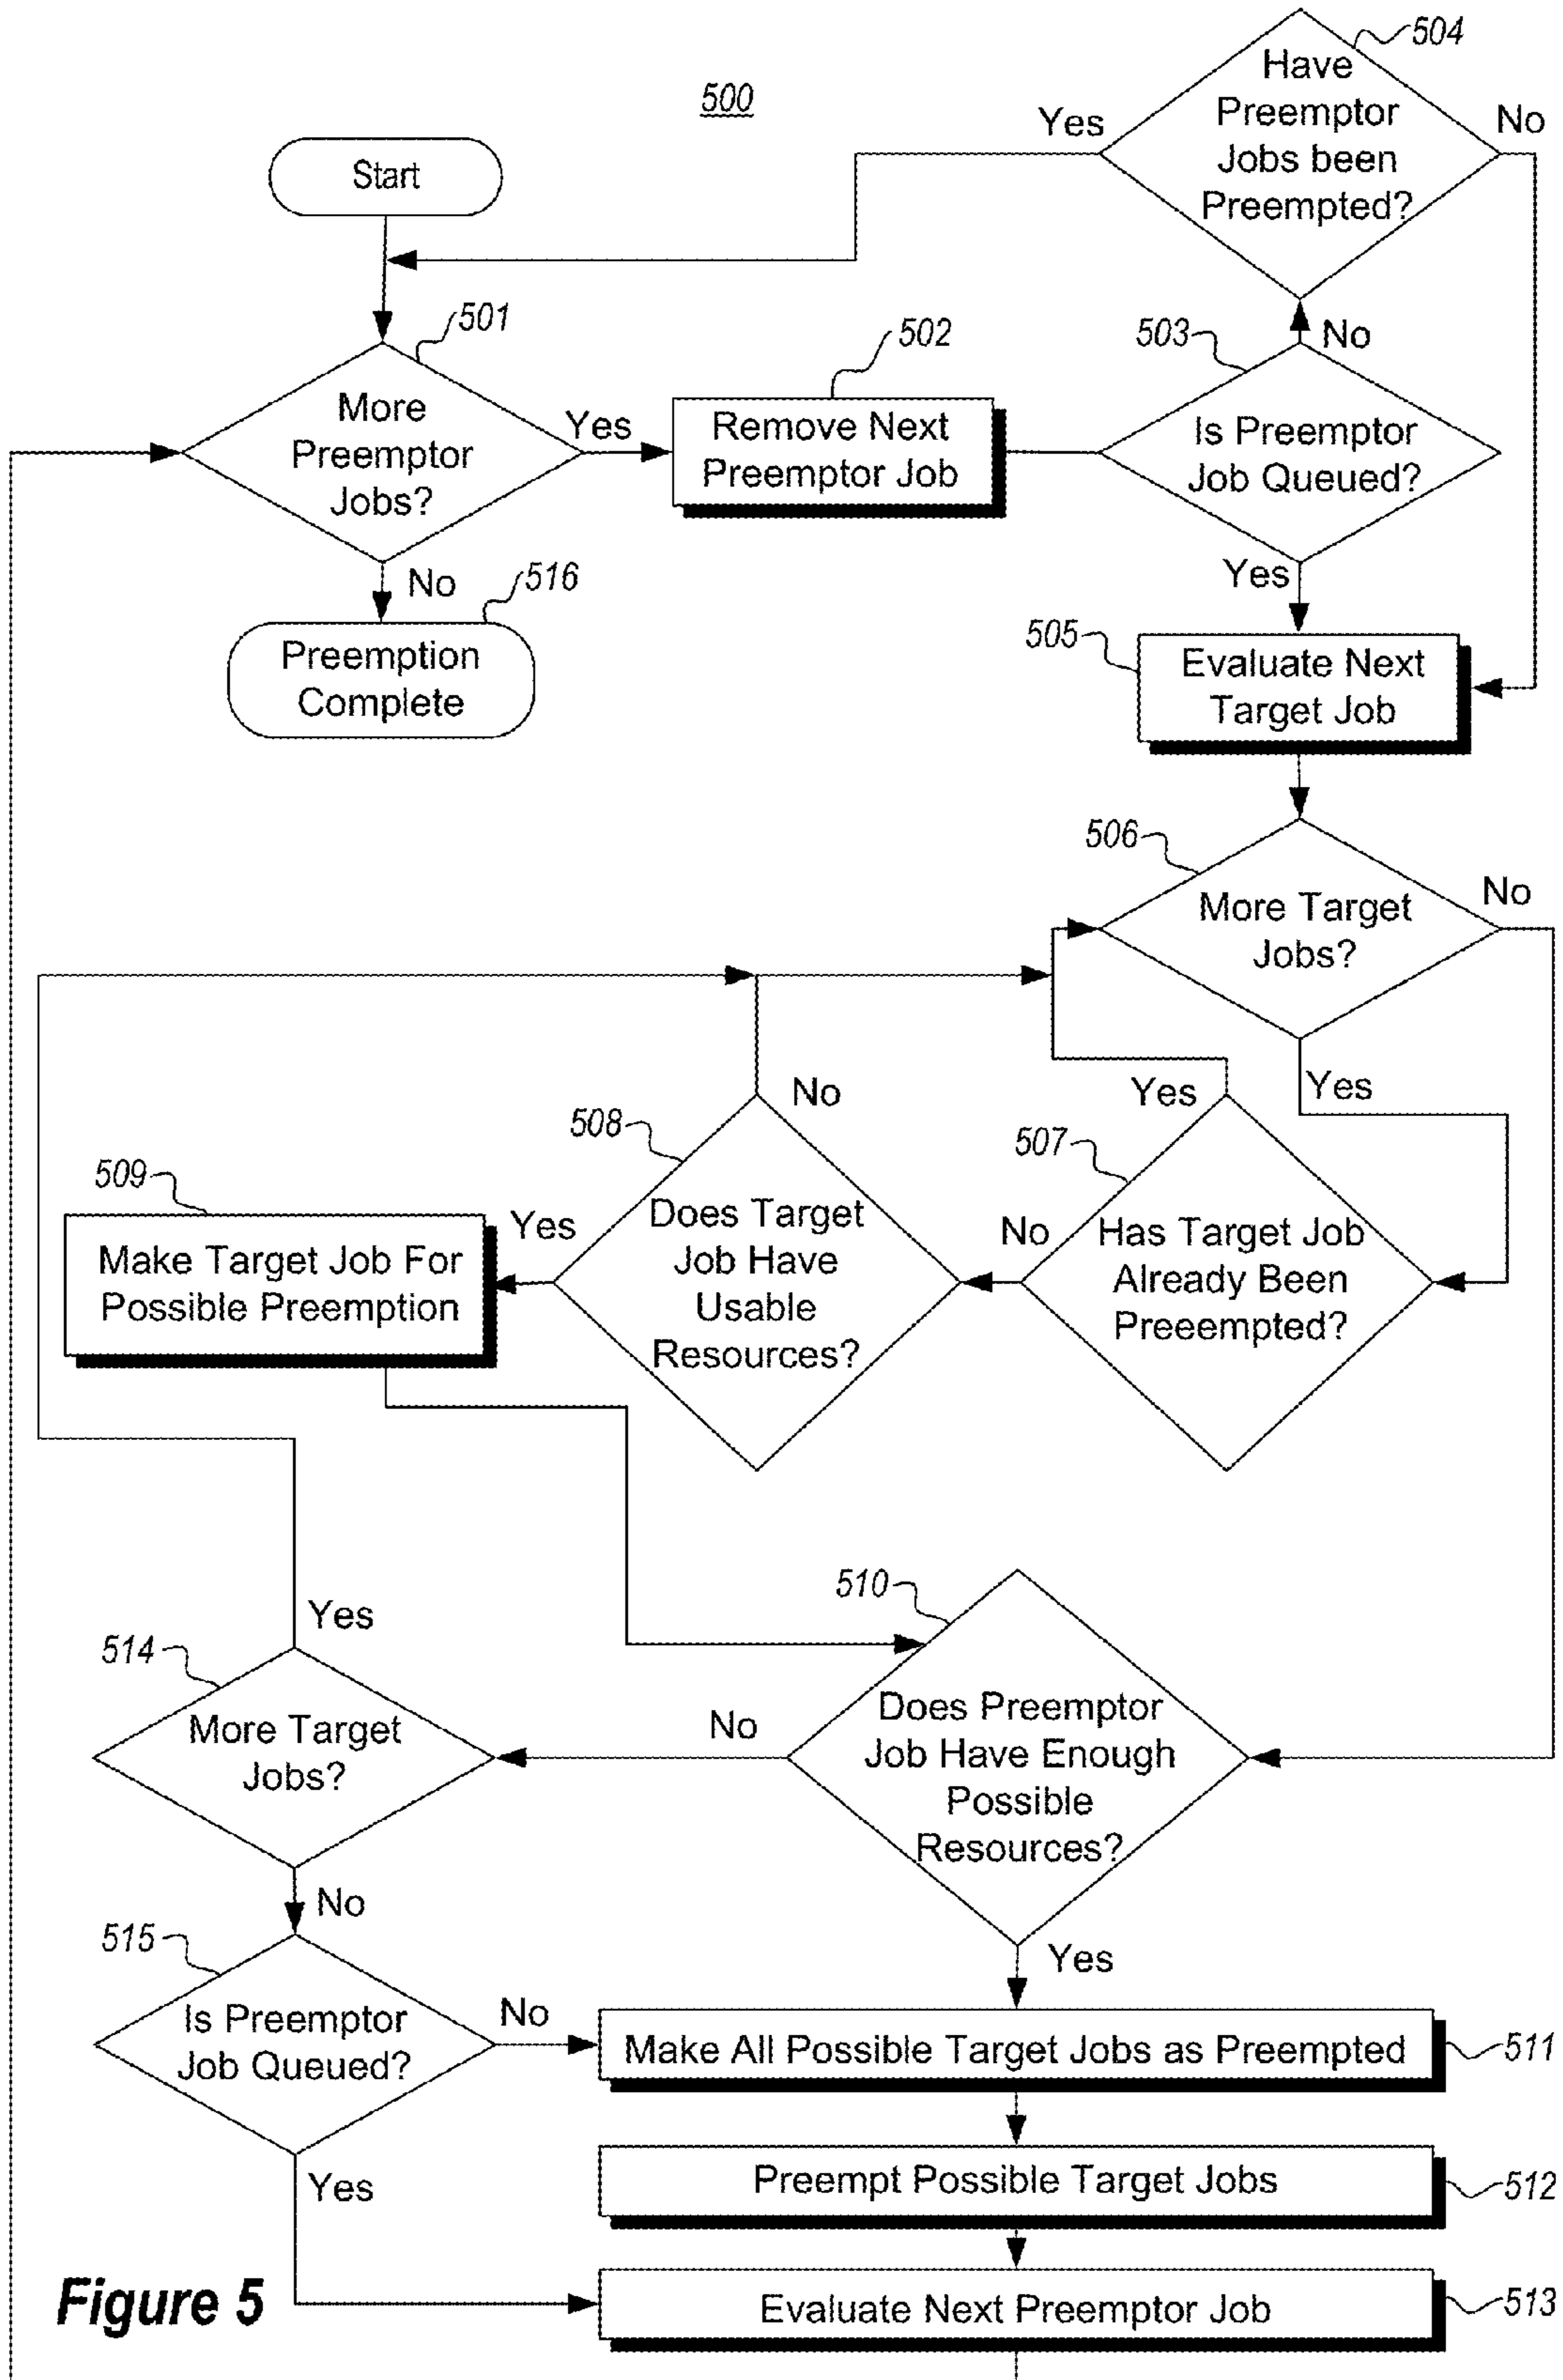 500
504
Have
Preemptor
Jobs been
Preempted?
Yes
No
Start
501
More
Preemptor
Jobs?
Yes
No
502
Remove Next
Preemptor Job
503
Is Preemptor
Job Queued?
No
Yes
516
Preemption
Complete
505
Evaluate Next
Target Job
506
More Target
Jobs?
No
Yes
507
Has Target Job
Already Been
Preeempted?
Yes
No
508
Does Target
Job Have
Usable
Resources?
No
Yes
509
Make Target Job For
Possible Preemption
510
Does Preemptor
Job Have Enough
Possible
Resources?
No
Yes
514
More Target
Jobs?
Yes
No
515
Is Preemptor
Job Queued?
No
Yes
Make All Possible Target Jobs as Preempted
511
Preempt Possible Target Jobs
512
Evaluate Next Preemptor Job
513
Figure 5